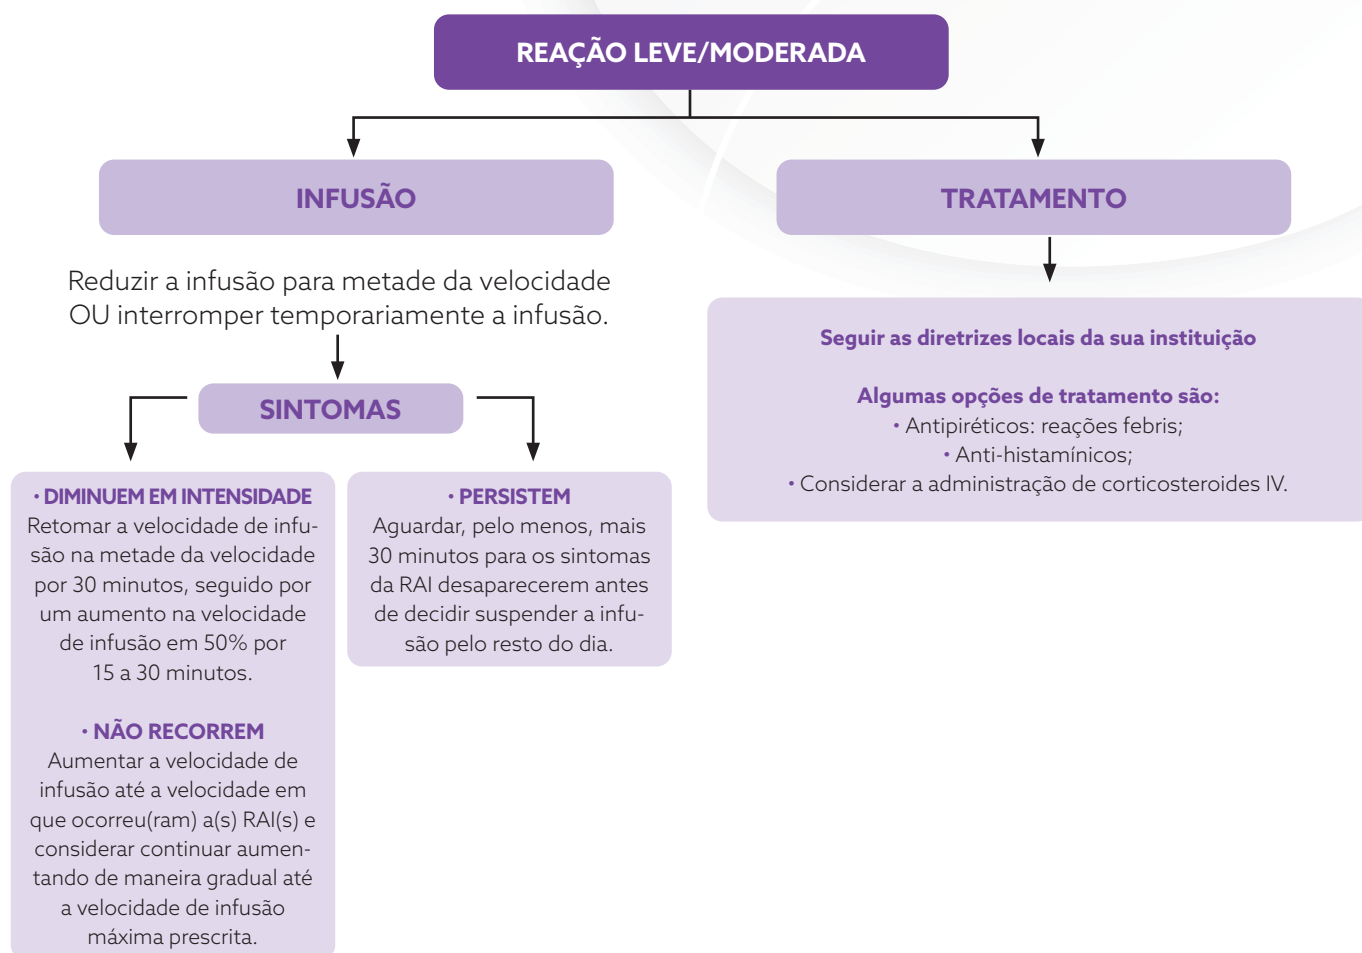 REAÇÃO LEVE/MODERADA
INFUSÃO
Reduzir a infusão para metade da velocidade
OU interromper temporariamente a infusão.
SINTOMAS
• DIMINUEM EM INTENSIDADE
Retomar a velocidade de infu-
são na metade da velocidade
por 30 minutos, seguido por
um aumento na velocidade
de infusão em 50% por
15 a 30 minutos.
• NÃO RECORREM
Aumentar a velocidade de
infusão até a velocidade em
que ocorreu(ram) a(s) RAI(s) e
considerar continuar aumen-
tando de maneira gradual até
a velocidade de infusão
máxima prescrita.
• PERSISTEM
Aguardar, pelo menos, mais
30 minutos para os sintomas
da RAI desaparecerem antes
de decidir suspender a infu-
são pelo resto do dia.
TRATAMENTO
Seguir as diretrizes locais da sua instituição
Algumas opções de tratamento são:
• Antipiréticos: reações febris;
• Anti-histamínicos;
• Considerar a administração de corticosteroides IV.